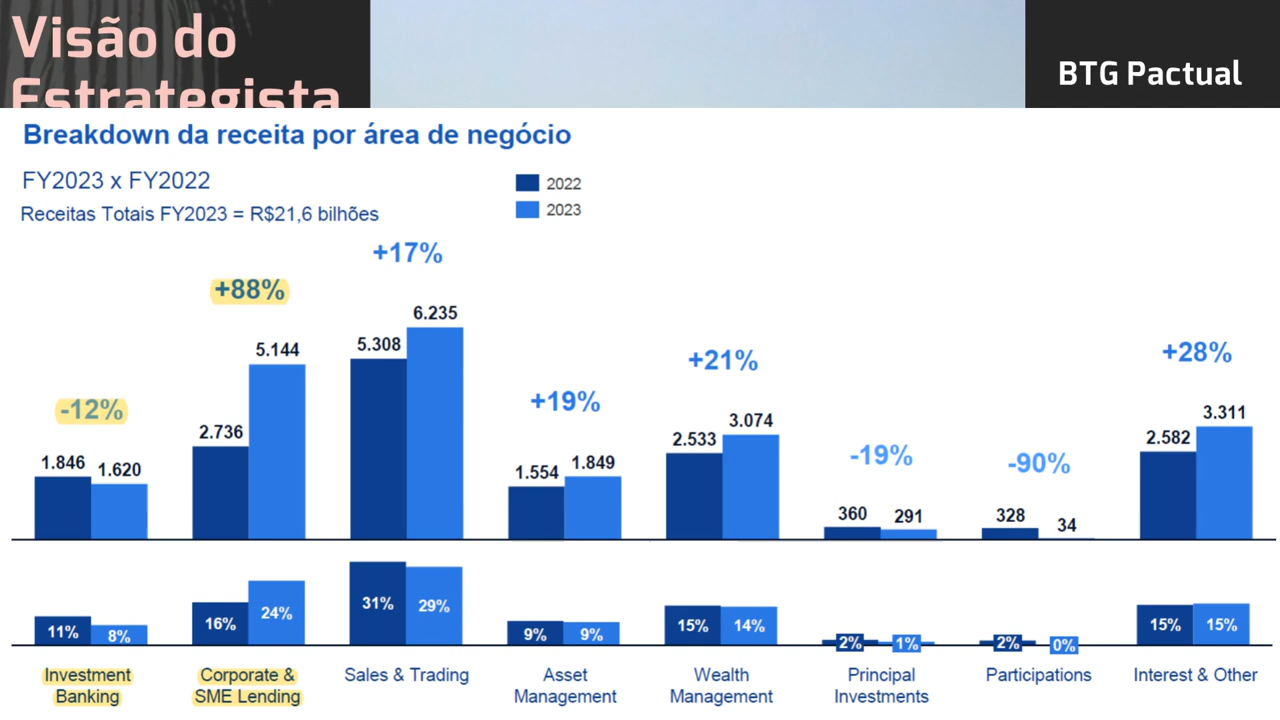 Visão do
Estrategista
BTG Pactual
Breakdown da receita por área de negócio
FY2023 x FY2022
Receitas Totais FY2023 = R$21,6 bilhões
2022
2023
-12%
+88%
+17%
+19%
+21%
-19%
-90%
+28%
1.846 1.620
2.736 5.144
5.308 6.235
1.554 1.849
2.533 3.074
360 291
328 34
2.582 3.311
11% 8%
16% 24%
31% 29%
9% 9%
15% 14%
2% 1%
2% 0%
15% 15%
Investment
Banking
Corporate &
SME Lending
Sales & Trading
Asset
Management
Wealth
Management
Principal
Investments
Participations
Interest & Other